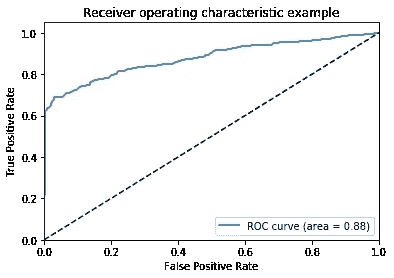 Receiver operating characteristic example
True Positive Rate
1.0
0.8
0.6
0.4
0.2
0.0
0.0 0.2 0.4 0.6 0.8 1.0
False Positive Rate
ROC curve (area = 0.88)